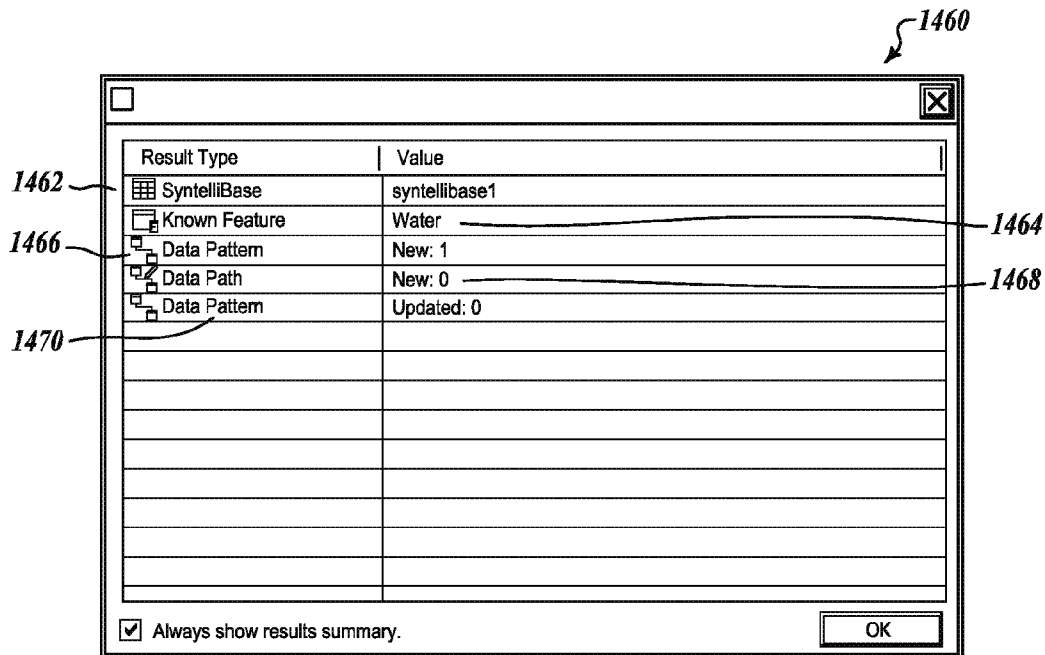 1460
Result Type Value
1462 SyntelliBase syntellibase1
Known Feature Water 1464
1466 Data Pattern New: 1
Data Path New: 0 1468
Data Pattern Updated: 0
1470
Always show results summary. OK